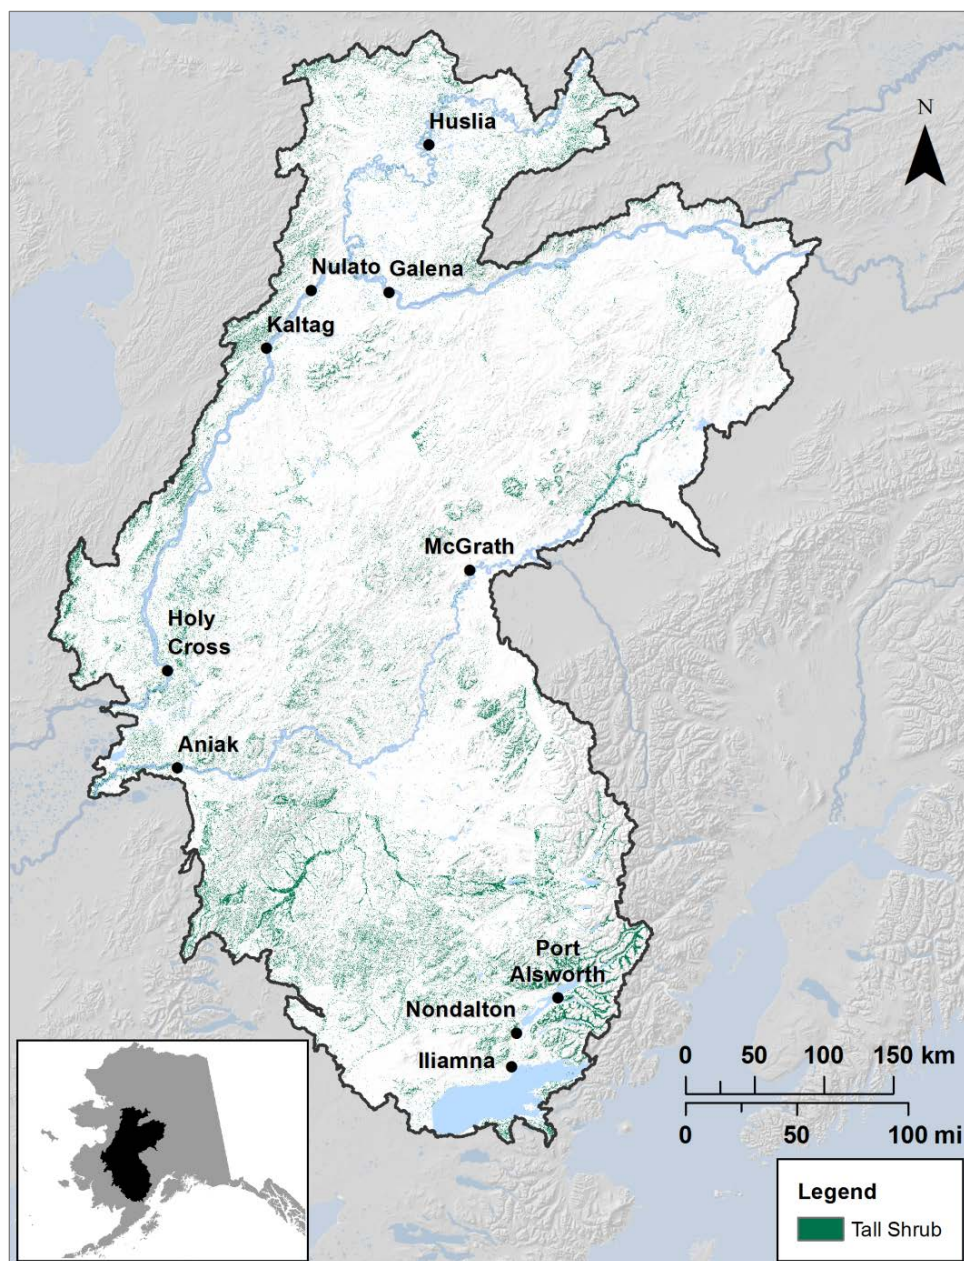 N
Huslia
Nulato
Galena
Kaltag
McGrath
Holy
Cross
Aniak
Port
Alsworth
Nondalton
Iliamna
0 50 100 150 km
0 50 100 mi
Legend
Tall Shrub